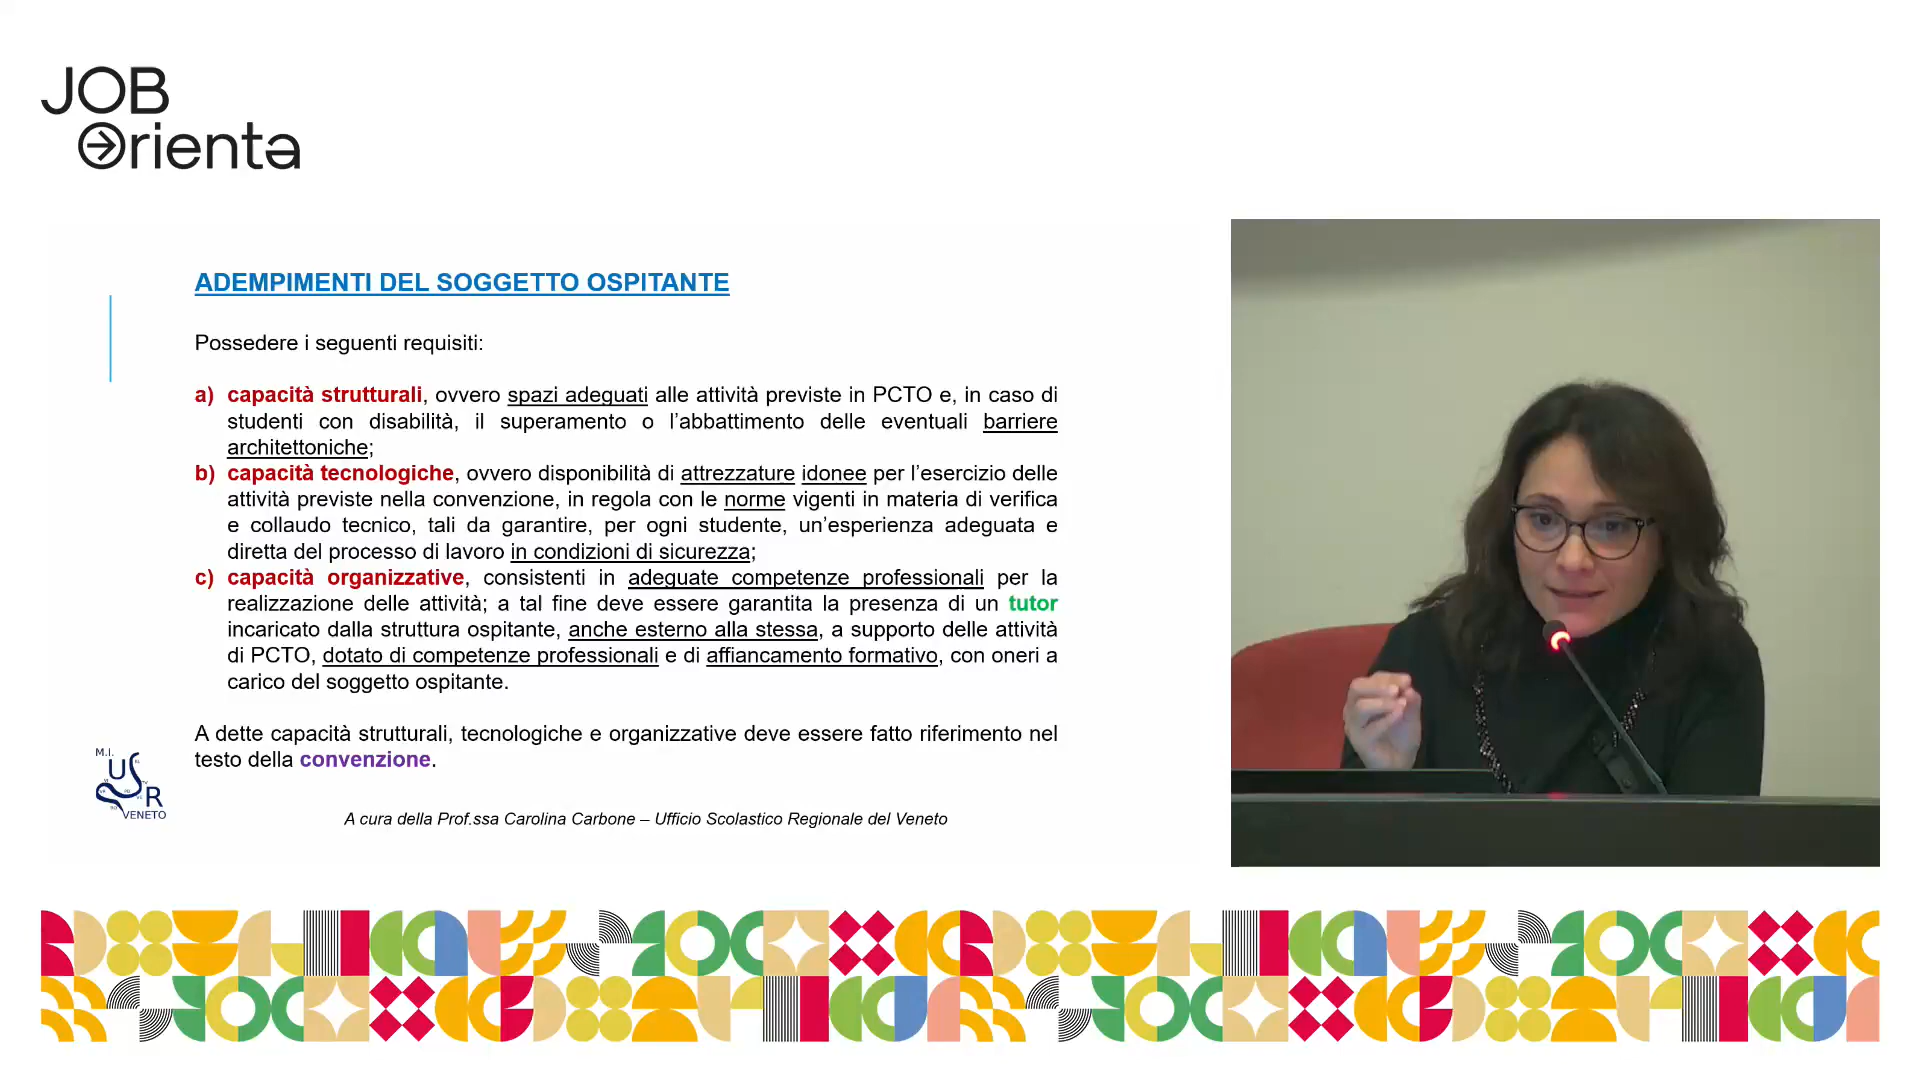 JOB
Orienta
ADEMPIMENTI DEL SOGGETTO OSPITANTE
Possedere i seguenti requisiti:
a) capacità strutturali, ovvero spazi adeguati alle attività previste in PCTO e, in caso di
studenti con disabilità, il superamento o l’abbattimento delle eventuali barriere
architettoniche;
b) capacità tecnologiche, ovvero disponibilità di attrezzature idonee per l’esercizio delle
attività previste nella convenzione, in regola con le norme vigenti in materia di verifica
e collaudo tecnico, tali da garantire, per ogni studente, un’esperienza adeguata e
diretta del processo di lavoro in condizioni di sicurezza;
c) capacità organizzative, consistenti in adeguate competenze professionali per la
realizzazione delle attività; a tal fine deve essere garantita la presenza di un tutor
incaricato dalla struttura ospitante, anche esterno alla stessa, a supporto delle attività
di PCTO, dotato di competenze professionali e di affiancamento formativo, con oneri a
carico del soggetto ospitante.
A dette capacità strutturali, tecnologiche e organizzative deve essere fatto riferimento nel
testo della convenzione.
M.I.
USR
VENETO
A cura della Prof.ssa Carolina Carbone – Ufficio Scolastico Regionale del Veneto